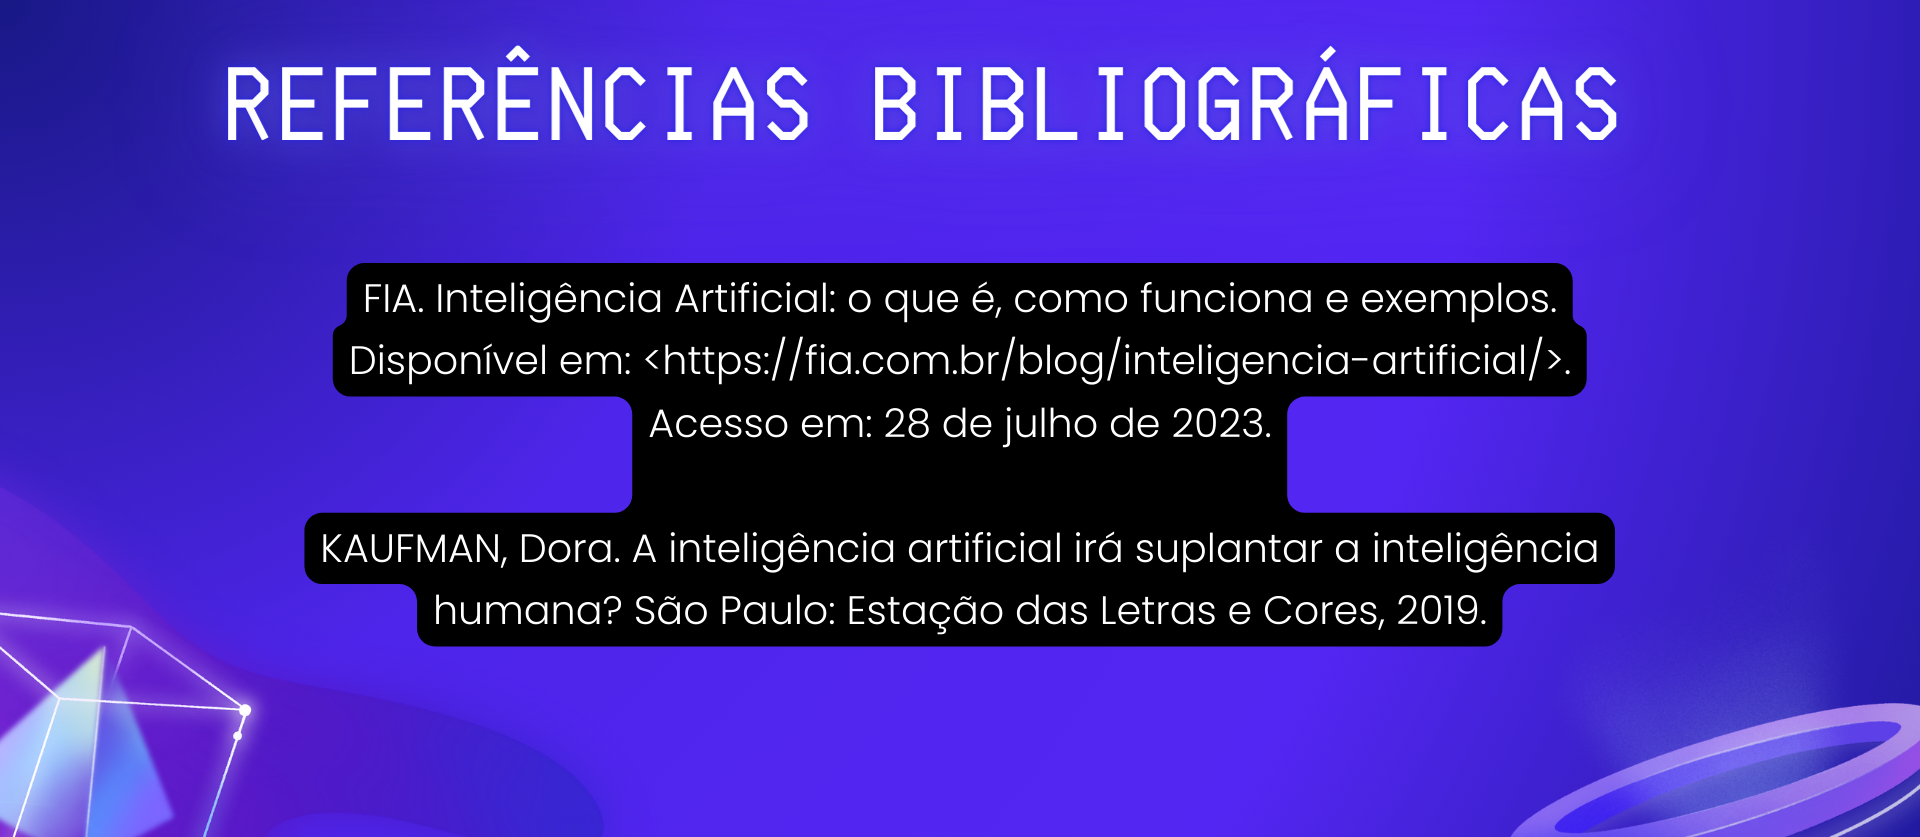 REFERÊNCIAS BIBLIOGRÁFICAS
FIA. Inteligência Artificial: o que é, como funciona e exemplos.
Disponível em: <https://fia.com.br/blog/inteligencia-artificial/>.
Acesso em: 28 de julho de 2023.
KAUFMAN, Dora. A inteligência artificial irá suplantar a inteligência
humana? São Paulo: Estação das Letras e Cores, 2019.